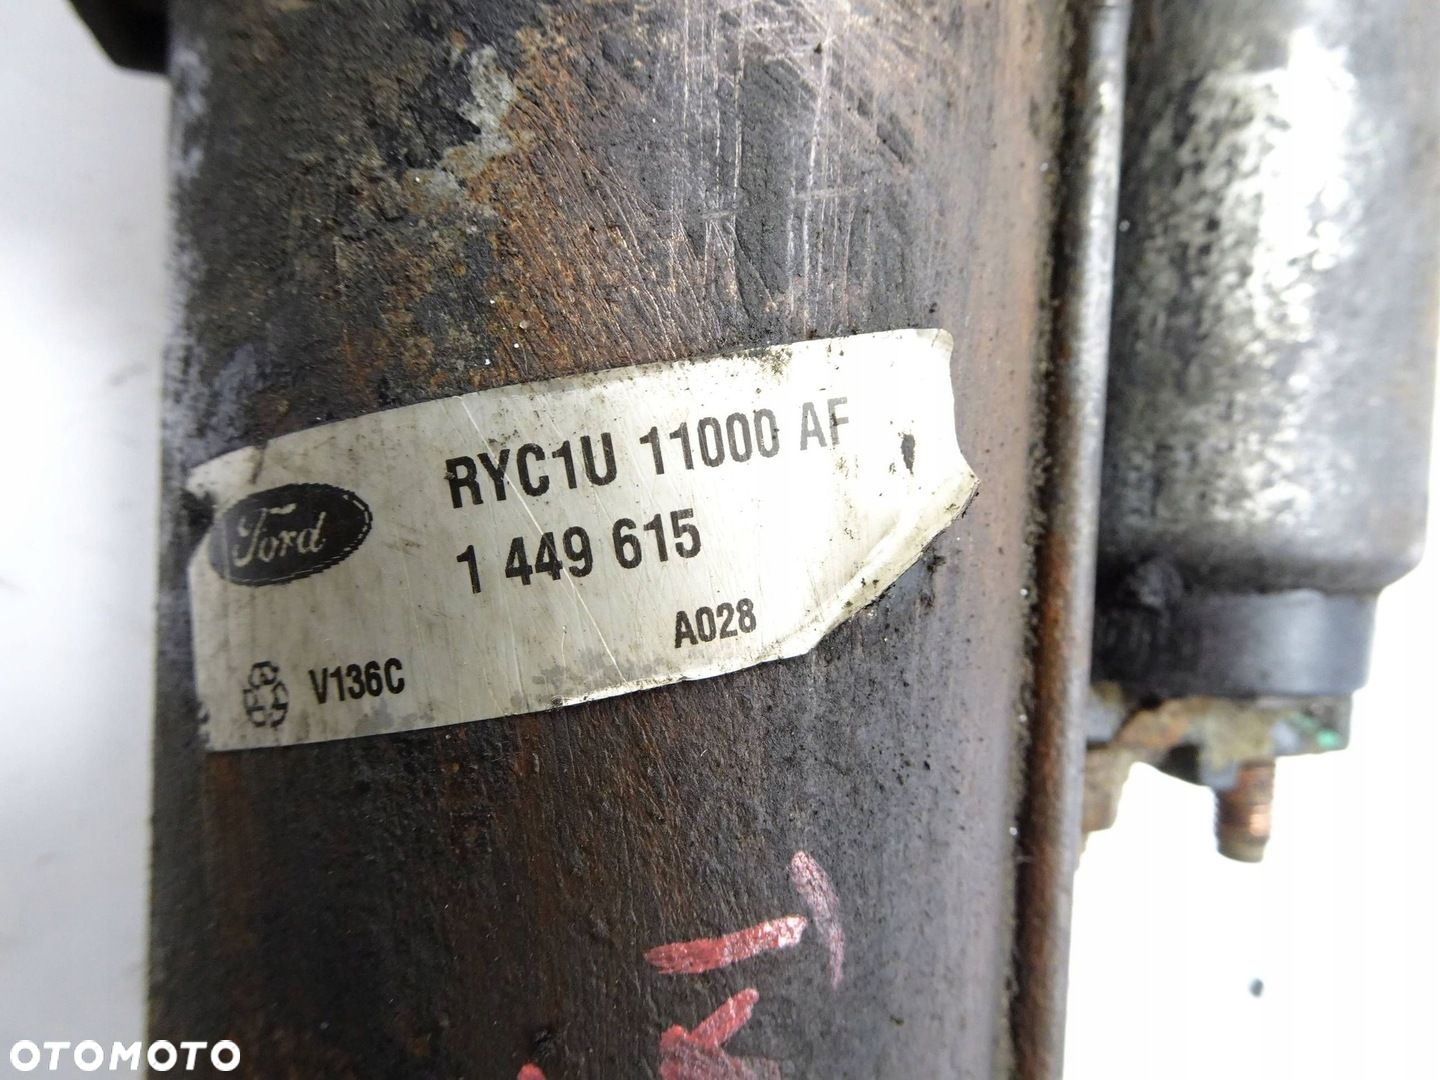 RYC1U 11000 AF
Ford
1 449 615
A028
V136C
OTOMOTO